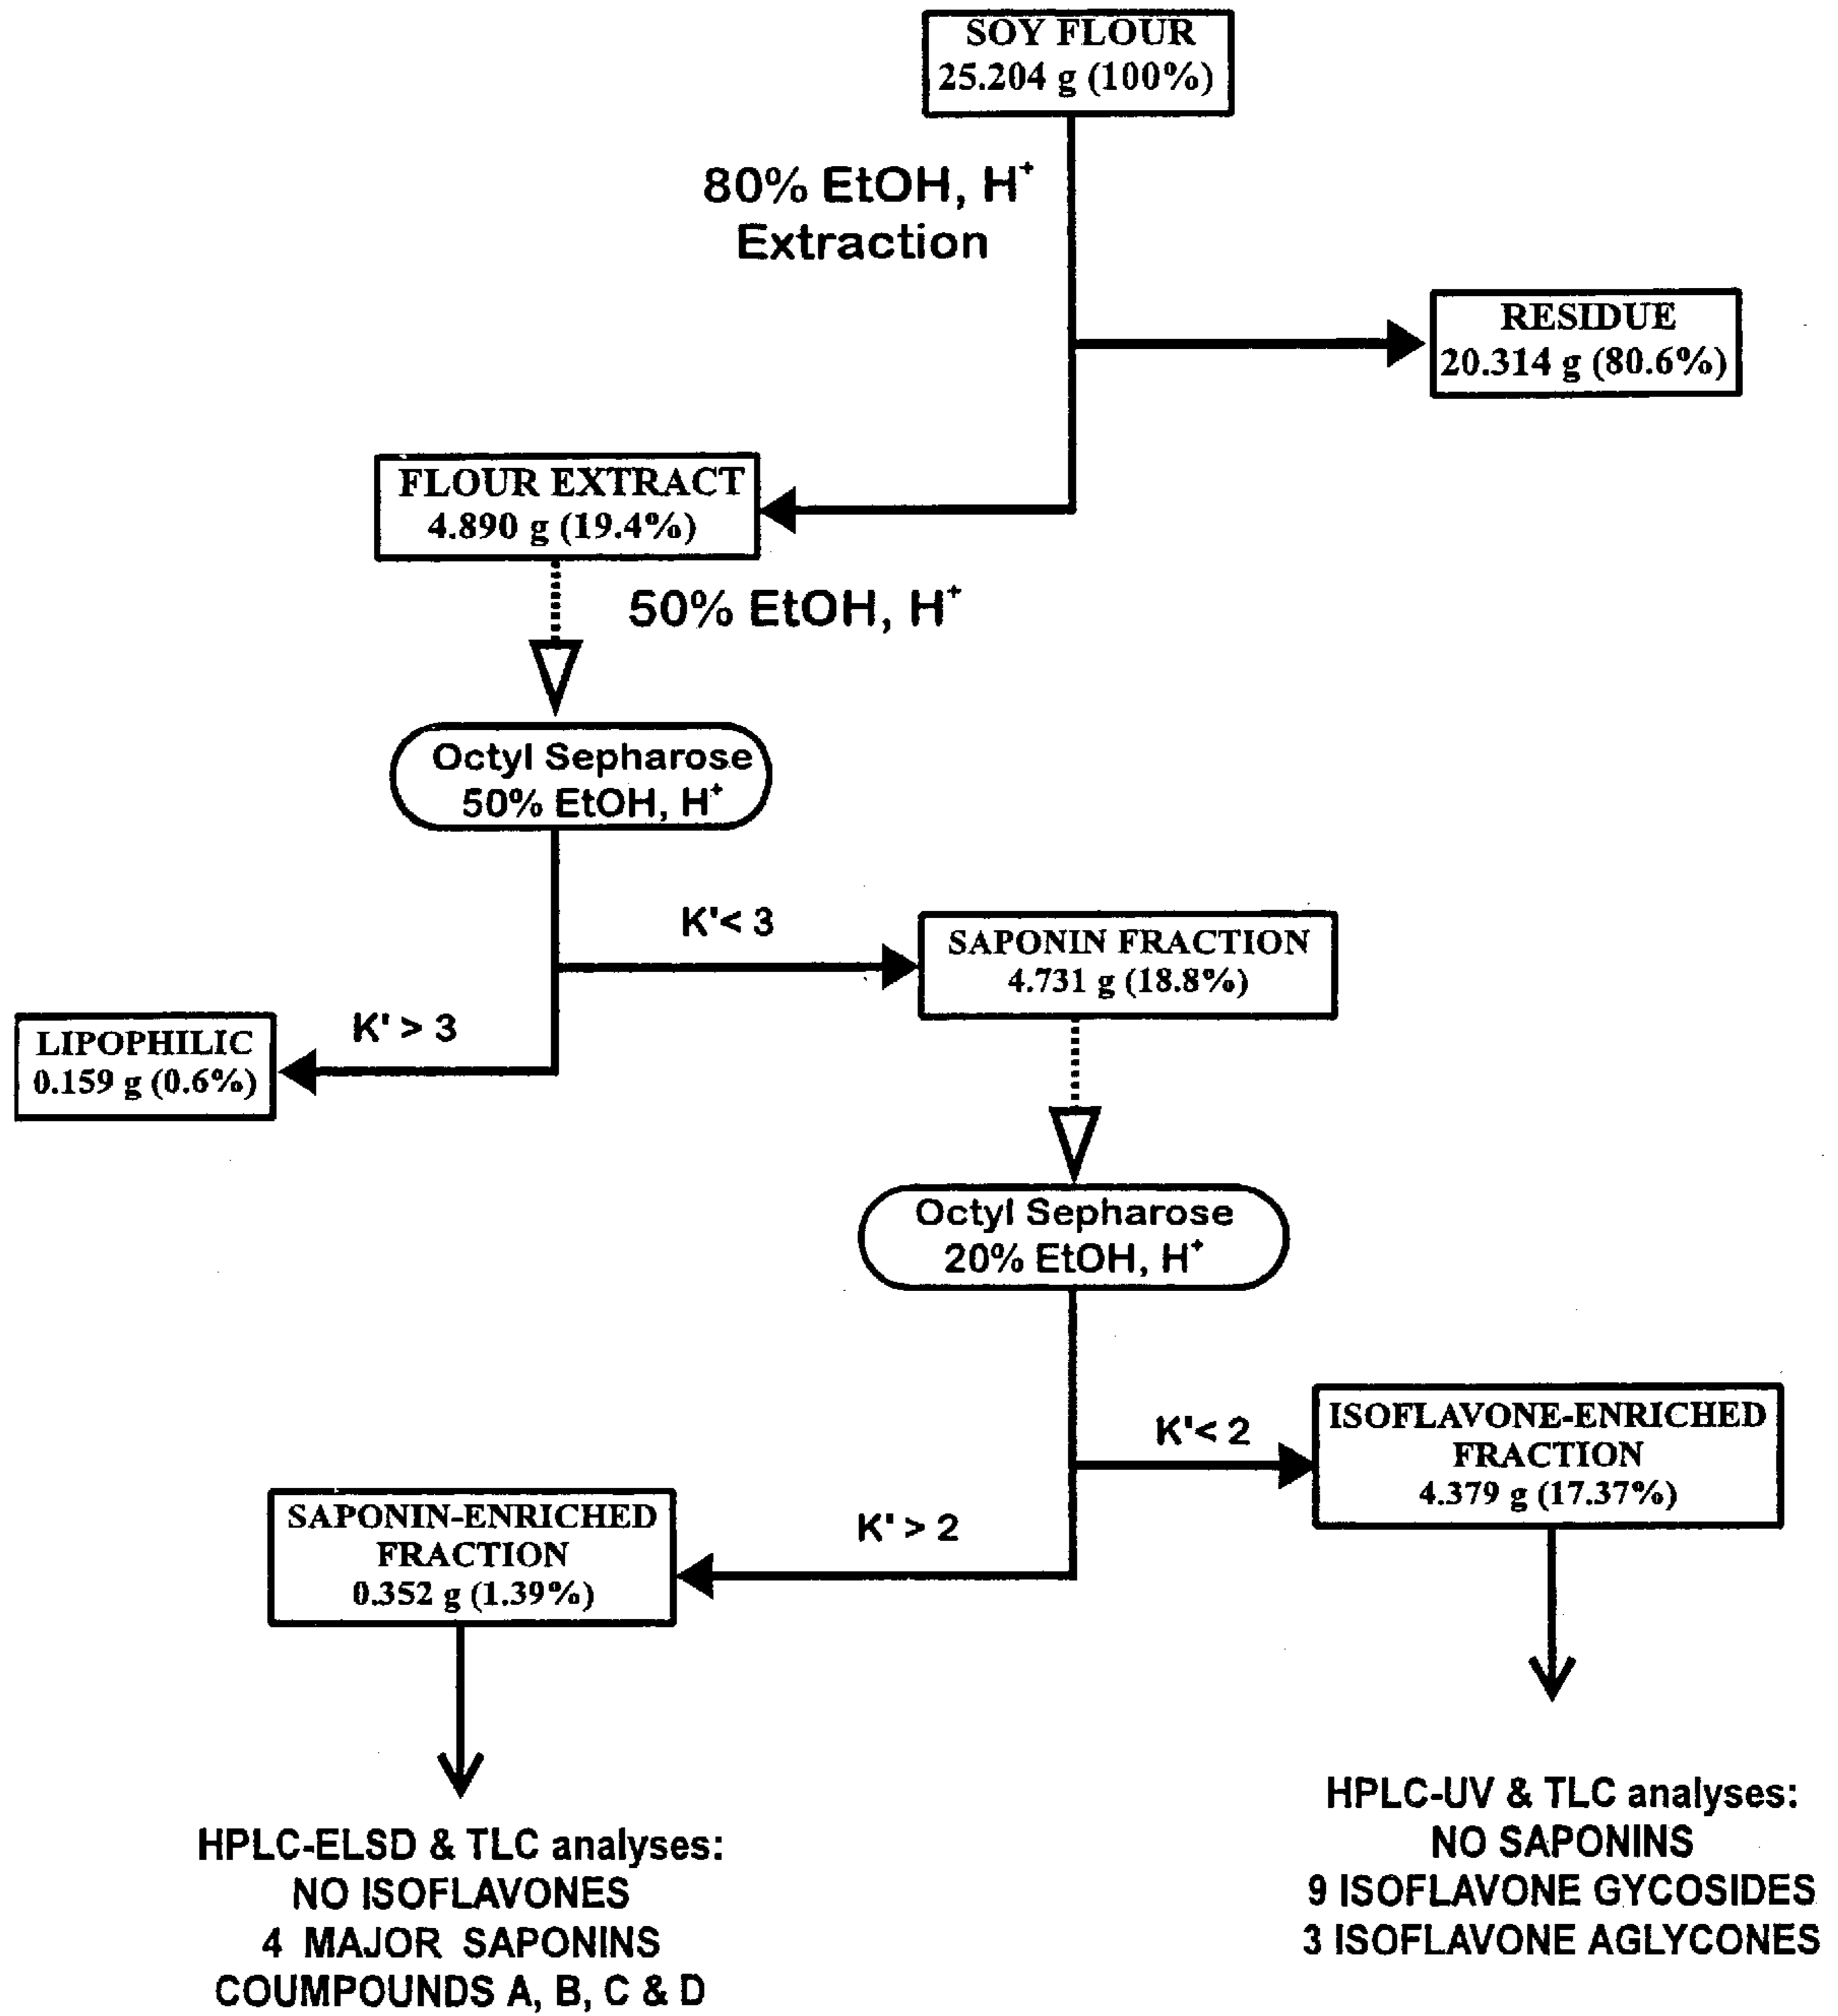 SOY FLOUR
25.204 g (100%)
80% EtOH, H⁺
Extraction
RESIDUE
20.314 g (80.6%)
FLOUR EXTRACT
4.890 g (19.4%)
50% EtOH, H⁺
Octyl Sepharose
50% EtOH, H⁺
K'< 3
SAPONIN FRACTION
4.731 g (18.8%)
K' > 3
LIPOPHILIC
0.159 g (0.6%)
Octyl Sepharose
20% EtOH, H⁺
K'< 2
ISOFLAVONE-ENRICHED
FRACTION
4.379 g (17.37%)
K' > 2
SAPONIN-ENRICHED
FRACTION
0.352 g (1.39%)
HPLC-UV & TLC analyses:
NO SAPONINS
9 ISOFLAVONE GYCOSIDES
3 ISOFLAVONE AGLYCONES
HPLC-ELSD & TLC analyses:
NO ISOFLAVONES
4 MAJOR SAPONINS
COUMPOUNDS A, B, C & D